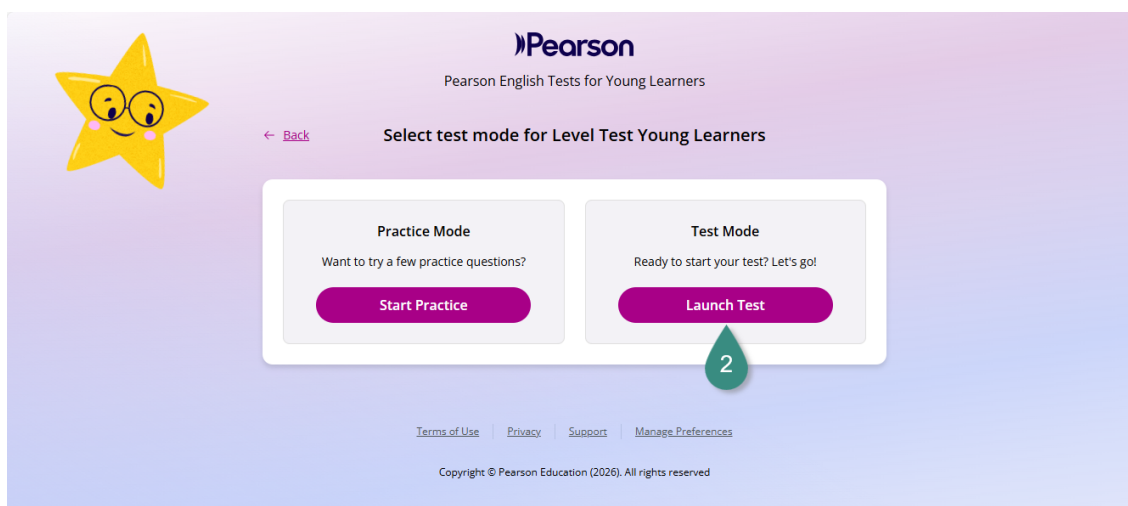 Pearson
Pearson English Tests for Young Learners
← Back
Select test mode for Level Test Young Learners
Practice Mode
Want to try a few practice questions?
Start Practice
Test Mode
Ready to start your test? Let's go!
Launch Test
2
Terms of Use
Privacy
Support
Manage Preferences
Copyright © Pearson Education (2026). All rights reserved